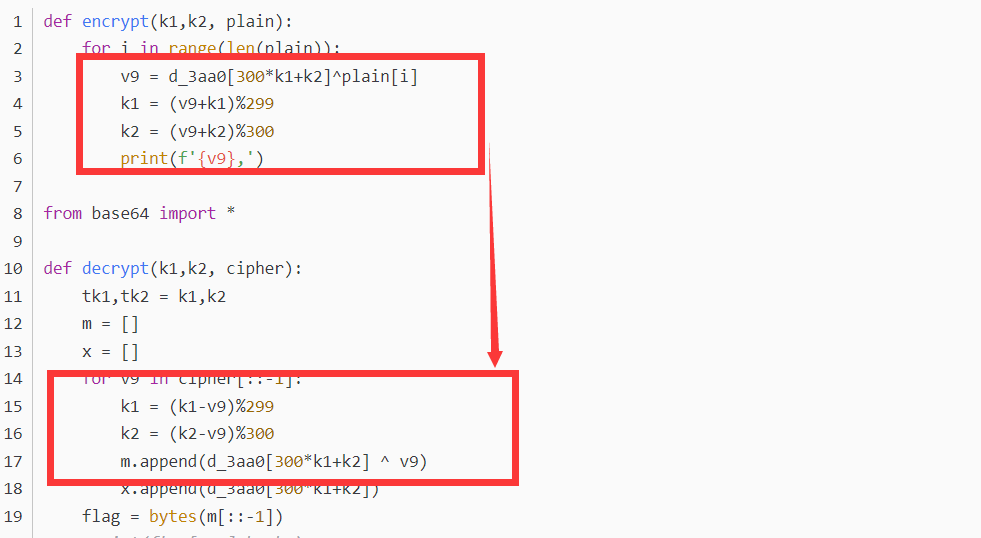 1 def encrypt(k1,k2, plain):
2     for i in range(len(plain)):
3         v9 = d_3aa0[300*k1+k2]^plain[i]
4         k1 = (v9+k1)%299
5         k2 = (v9+k2)%300
6         print(f'{v9},')
7
8 from base64 import *
9
10 def decrypt(k1,k2, cipher):
11     tk1,tk2 = k1,k2
12     m = []
13     x = []
14     for v9 in cipher[::-1]:
15         k1 = (k1-v9)%299
16         k2 = (k2-v9)%300
17         m.append(d_3aa0[300*k1+k2] ^ v9)
18         x.append(d_3aa0[300*k1+k2])
19     flag = bytes(m[::-1])